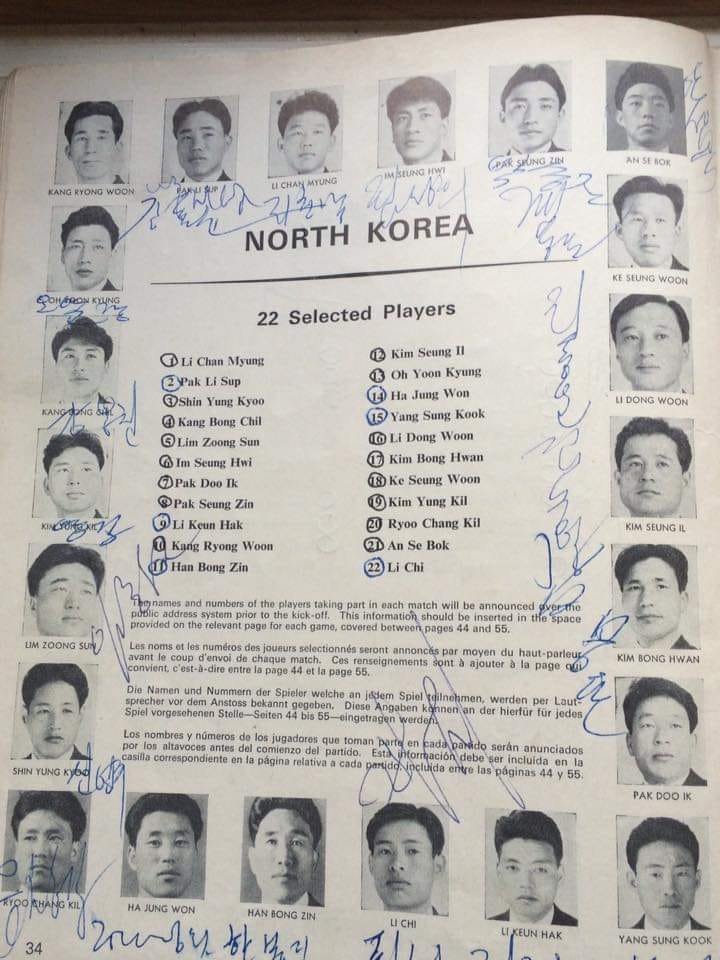 KANG RYONG WOON
PAK LI SUP
LI CHAN MYUNG
IM SEUNG HWI
PAK SEUNG ZIN
AN SE BOK
NORTH KOREA
22 Selected Players
1 Li Chan Myung
2 Pak Li Sup
3 Shin Yung Kyoo
4 Kang Bong Chil
5 Lim Zoong Sun
6 Im Seung Hwi
7 Pak Doo Ik
8 Pak Seung Zin
9 Li Keun Hak
10 Kang Ryong Woon
11 Han Bong Zin
12 Kim Seung Il
13 Oh Yoon Kyung
14 Ha Jung Won
15 Yang Sung Kook
16 Li Dong Woon
17 Kim Bong Hwan
18 Ke Seung Woon
19 Kim Yung Kil
20 Ryoo Chang Kil
21 An Se Bok
22 Li Chi
The names and numbers of the players taking part in each match will be announced over the
public address system prior to the kick-off. This information should be inserted in the space
provided on the relevant page for each game, covered between pages 44 and 55.
Les noms et les numéros des joueurs selectionnés seront annoncés par moyen du haut-parleur
avant le coup d'envoi de chaque match. Ces renseignements sont à ajouter à la page qui
convient, c'est-à-dire entre la page 44 et la page 55.
Die Namen und Nummern der Spieler welche an jedem Spiel teilnehmen, werden per Laut-
sprecher vor dem Anstoss bekannt gegeben. Diese Angaben können an der hierfür für jedes
Spiel vorgesehenen Stelle—Seiten 44 bis 55—eingetragen werden.
Los nombres y números de los jugadores que toman parte en cada partido serán anunciados
por los altavoces antes del comienzo del partido. Esta información debe ser incluida en la
casilla correspondiente en la página relativa a cada partido, incluida entre las páginas 44 y 55.
OH YOON KYUNG
KANG BONG CHIL
KIM YUNG KIL
LIM ZOONG SUN
SHIN YUNG KYOO
KE SEUNG WOON
LI DONG WOON
KIM SEUNG IL
KIM BONG HWAN
PAK DOO IK
RYOO CHANG KIL
HA JUNG WON
HAN BONG ZIN
LI CHI
LI KEUN HAK
YANG SUNG KOOK
34